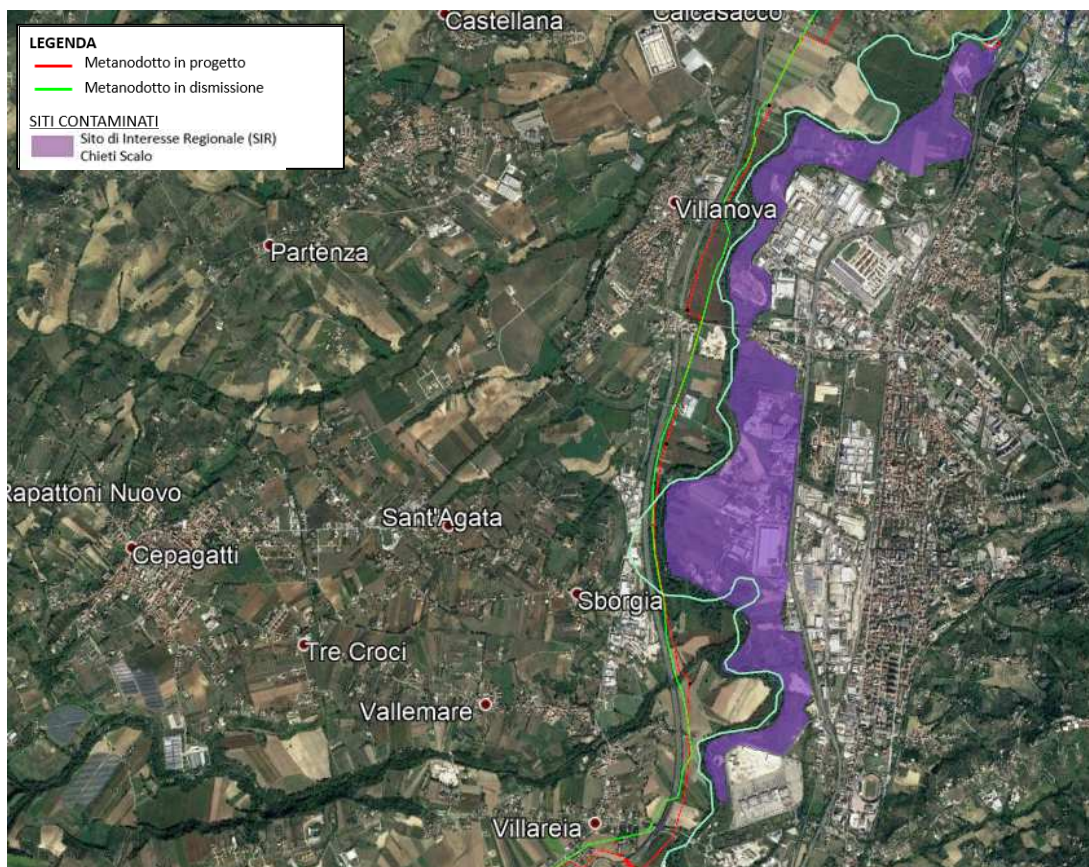 LEGENDA
Metanodotto in progetto
Metanodotto in dismissione
SITI CONTAMINATI
Sito di Interesse Regionale (SIR)
Chieti Scalo
Castellana
Calcasacco
Villanova
Partenza
Rapattoni Nuovo
Sant'Agata
Cepagatti
Sborgia
Tre Croci
Vallemare
Villareia